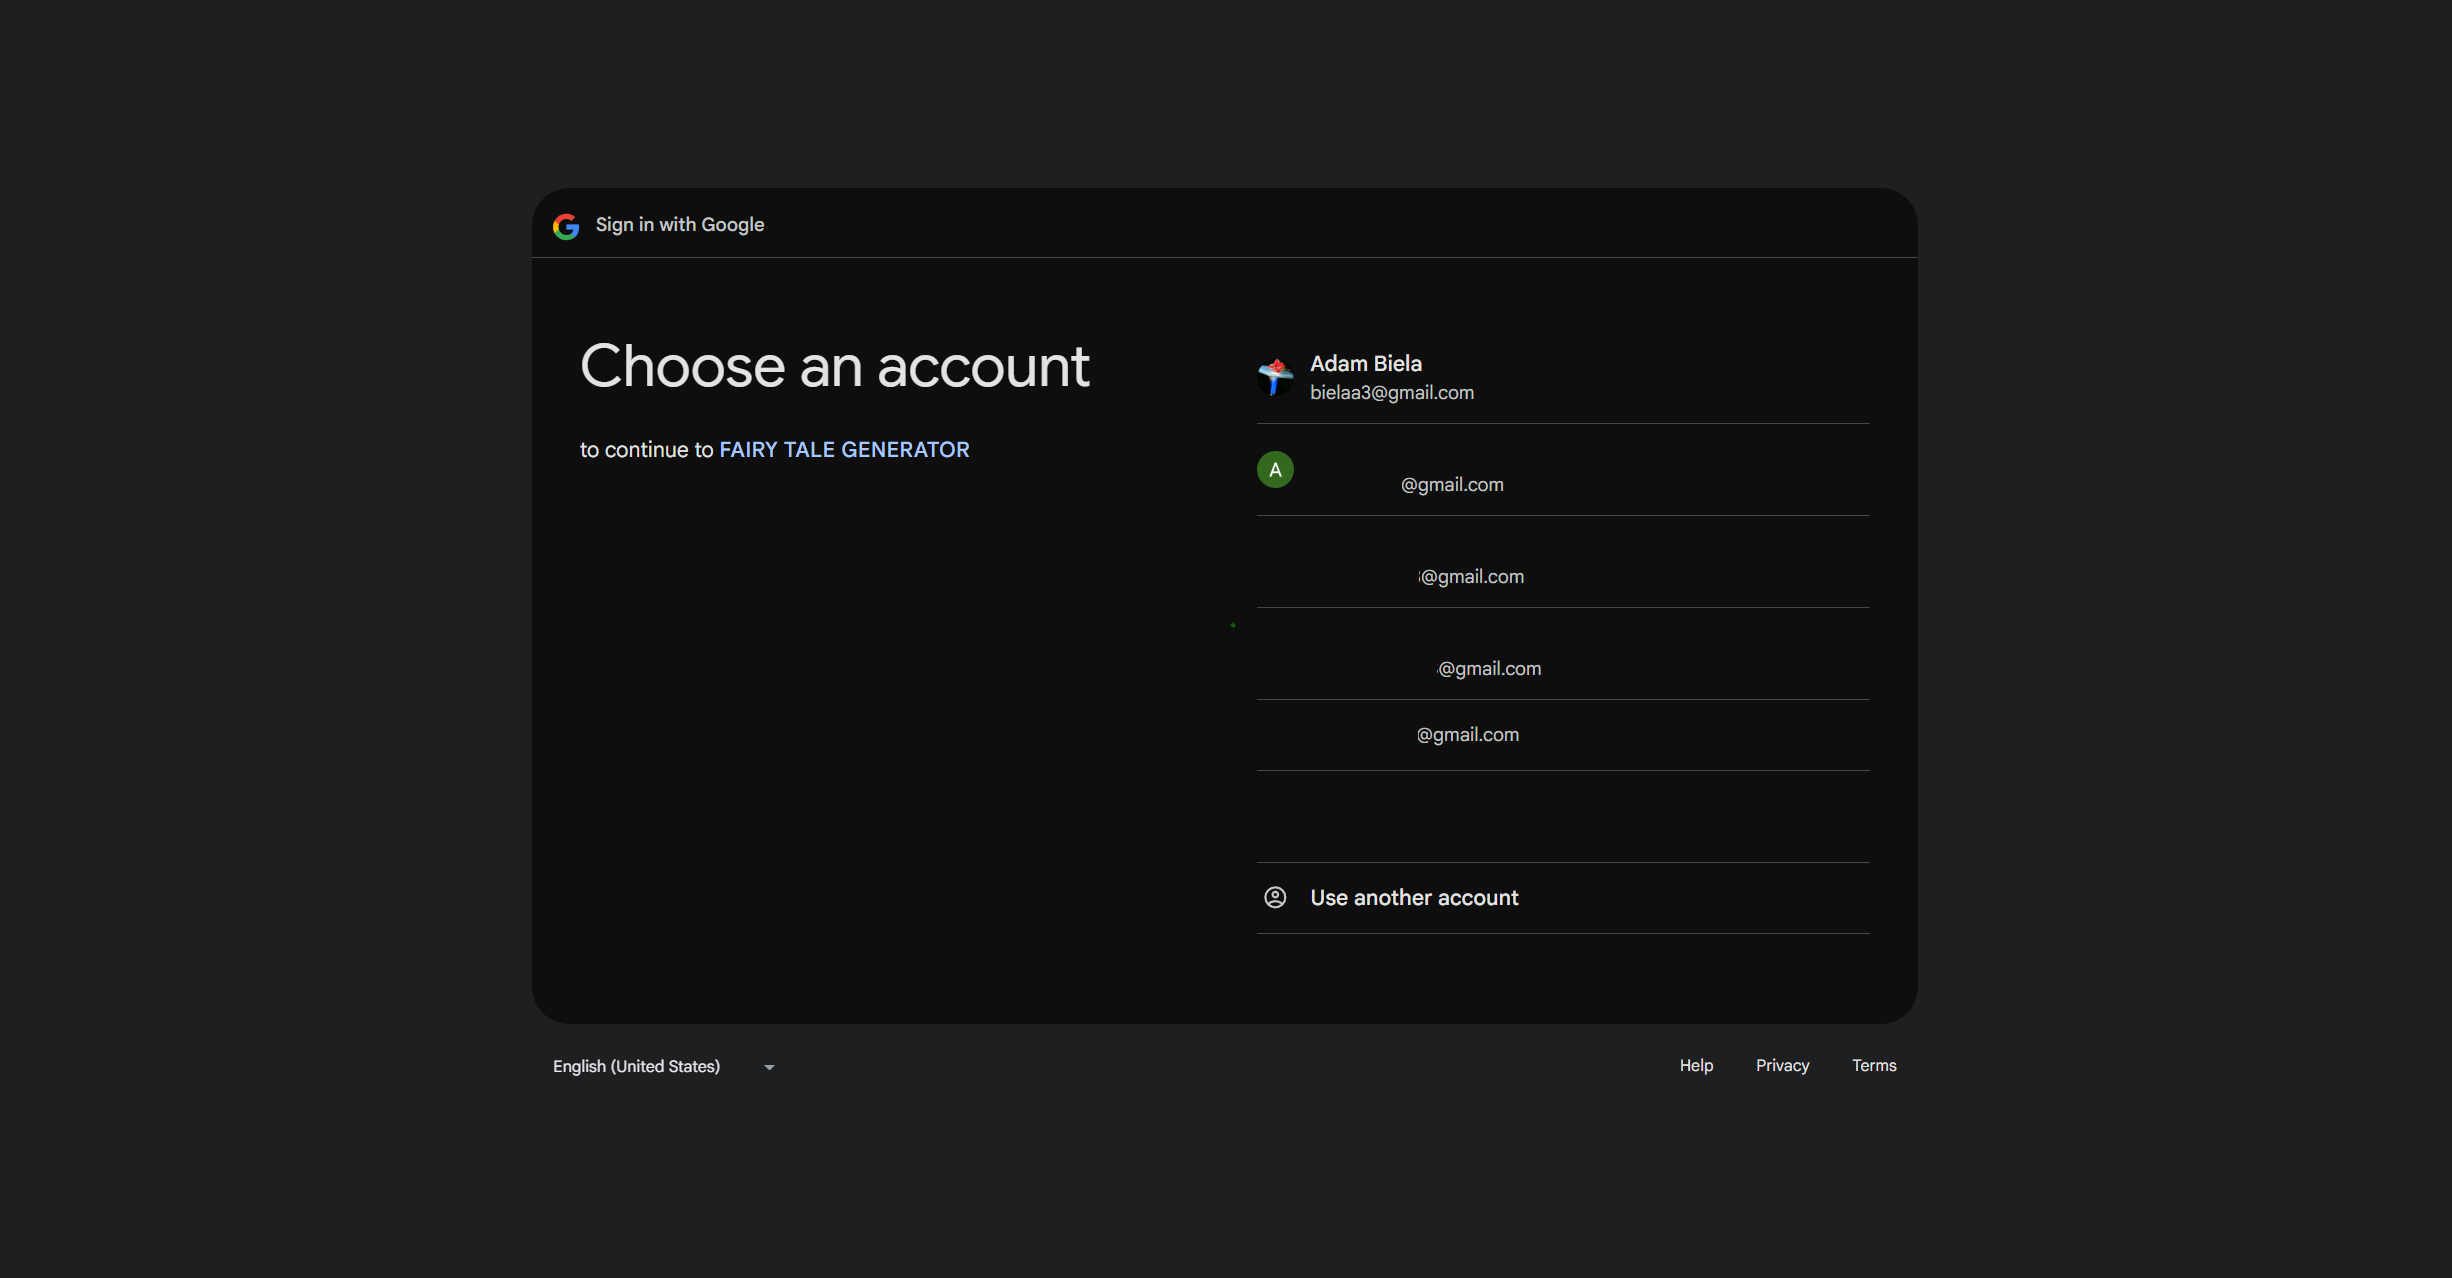 Sign in with Google
Choose an account
to continue to FAIRY TALE GENERATOR
Adam Biela
bielaa3@gmail.com
A
@gmail.com
@gmail.com
@gmail.com
@gmail.com
Use another account
English (United States)
Help Privacy Terms